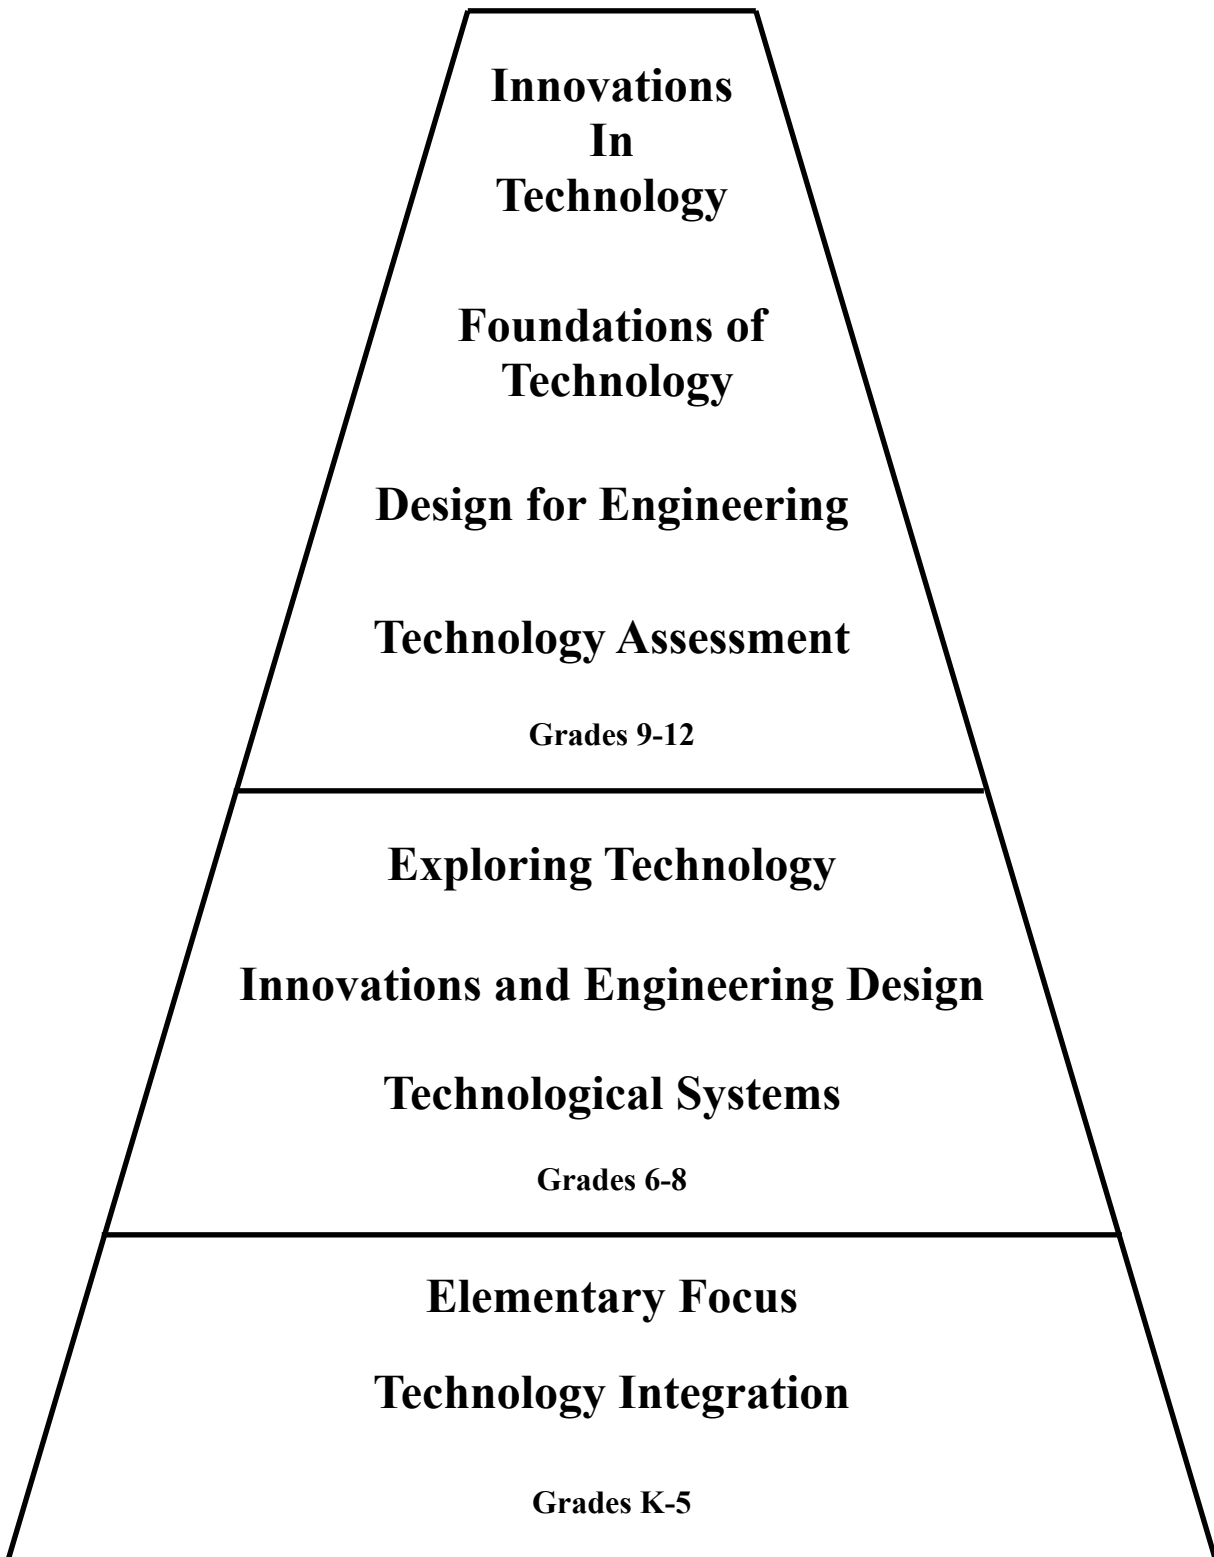 Innovations
In
Technology
Foundations of
Technology
Design for Engineering
Technology Assessment
Grades 9-12
Exploring Technology
Innovations and Engineering Design
Technological Systems
Grades 6-8
Elementary Focus
Technology Integration
Grades K-5